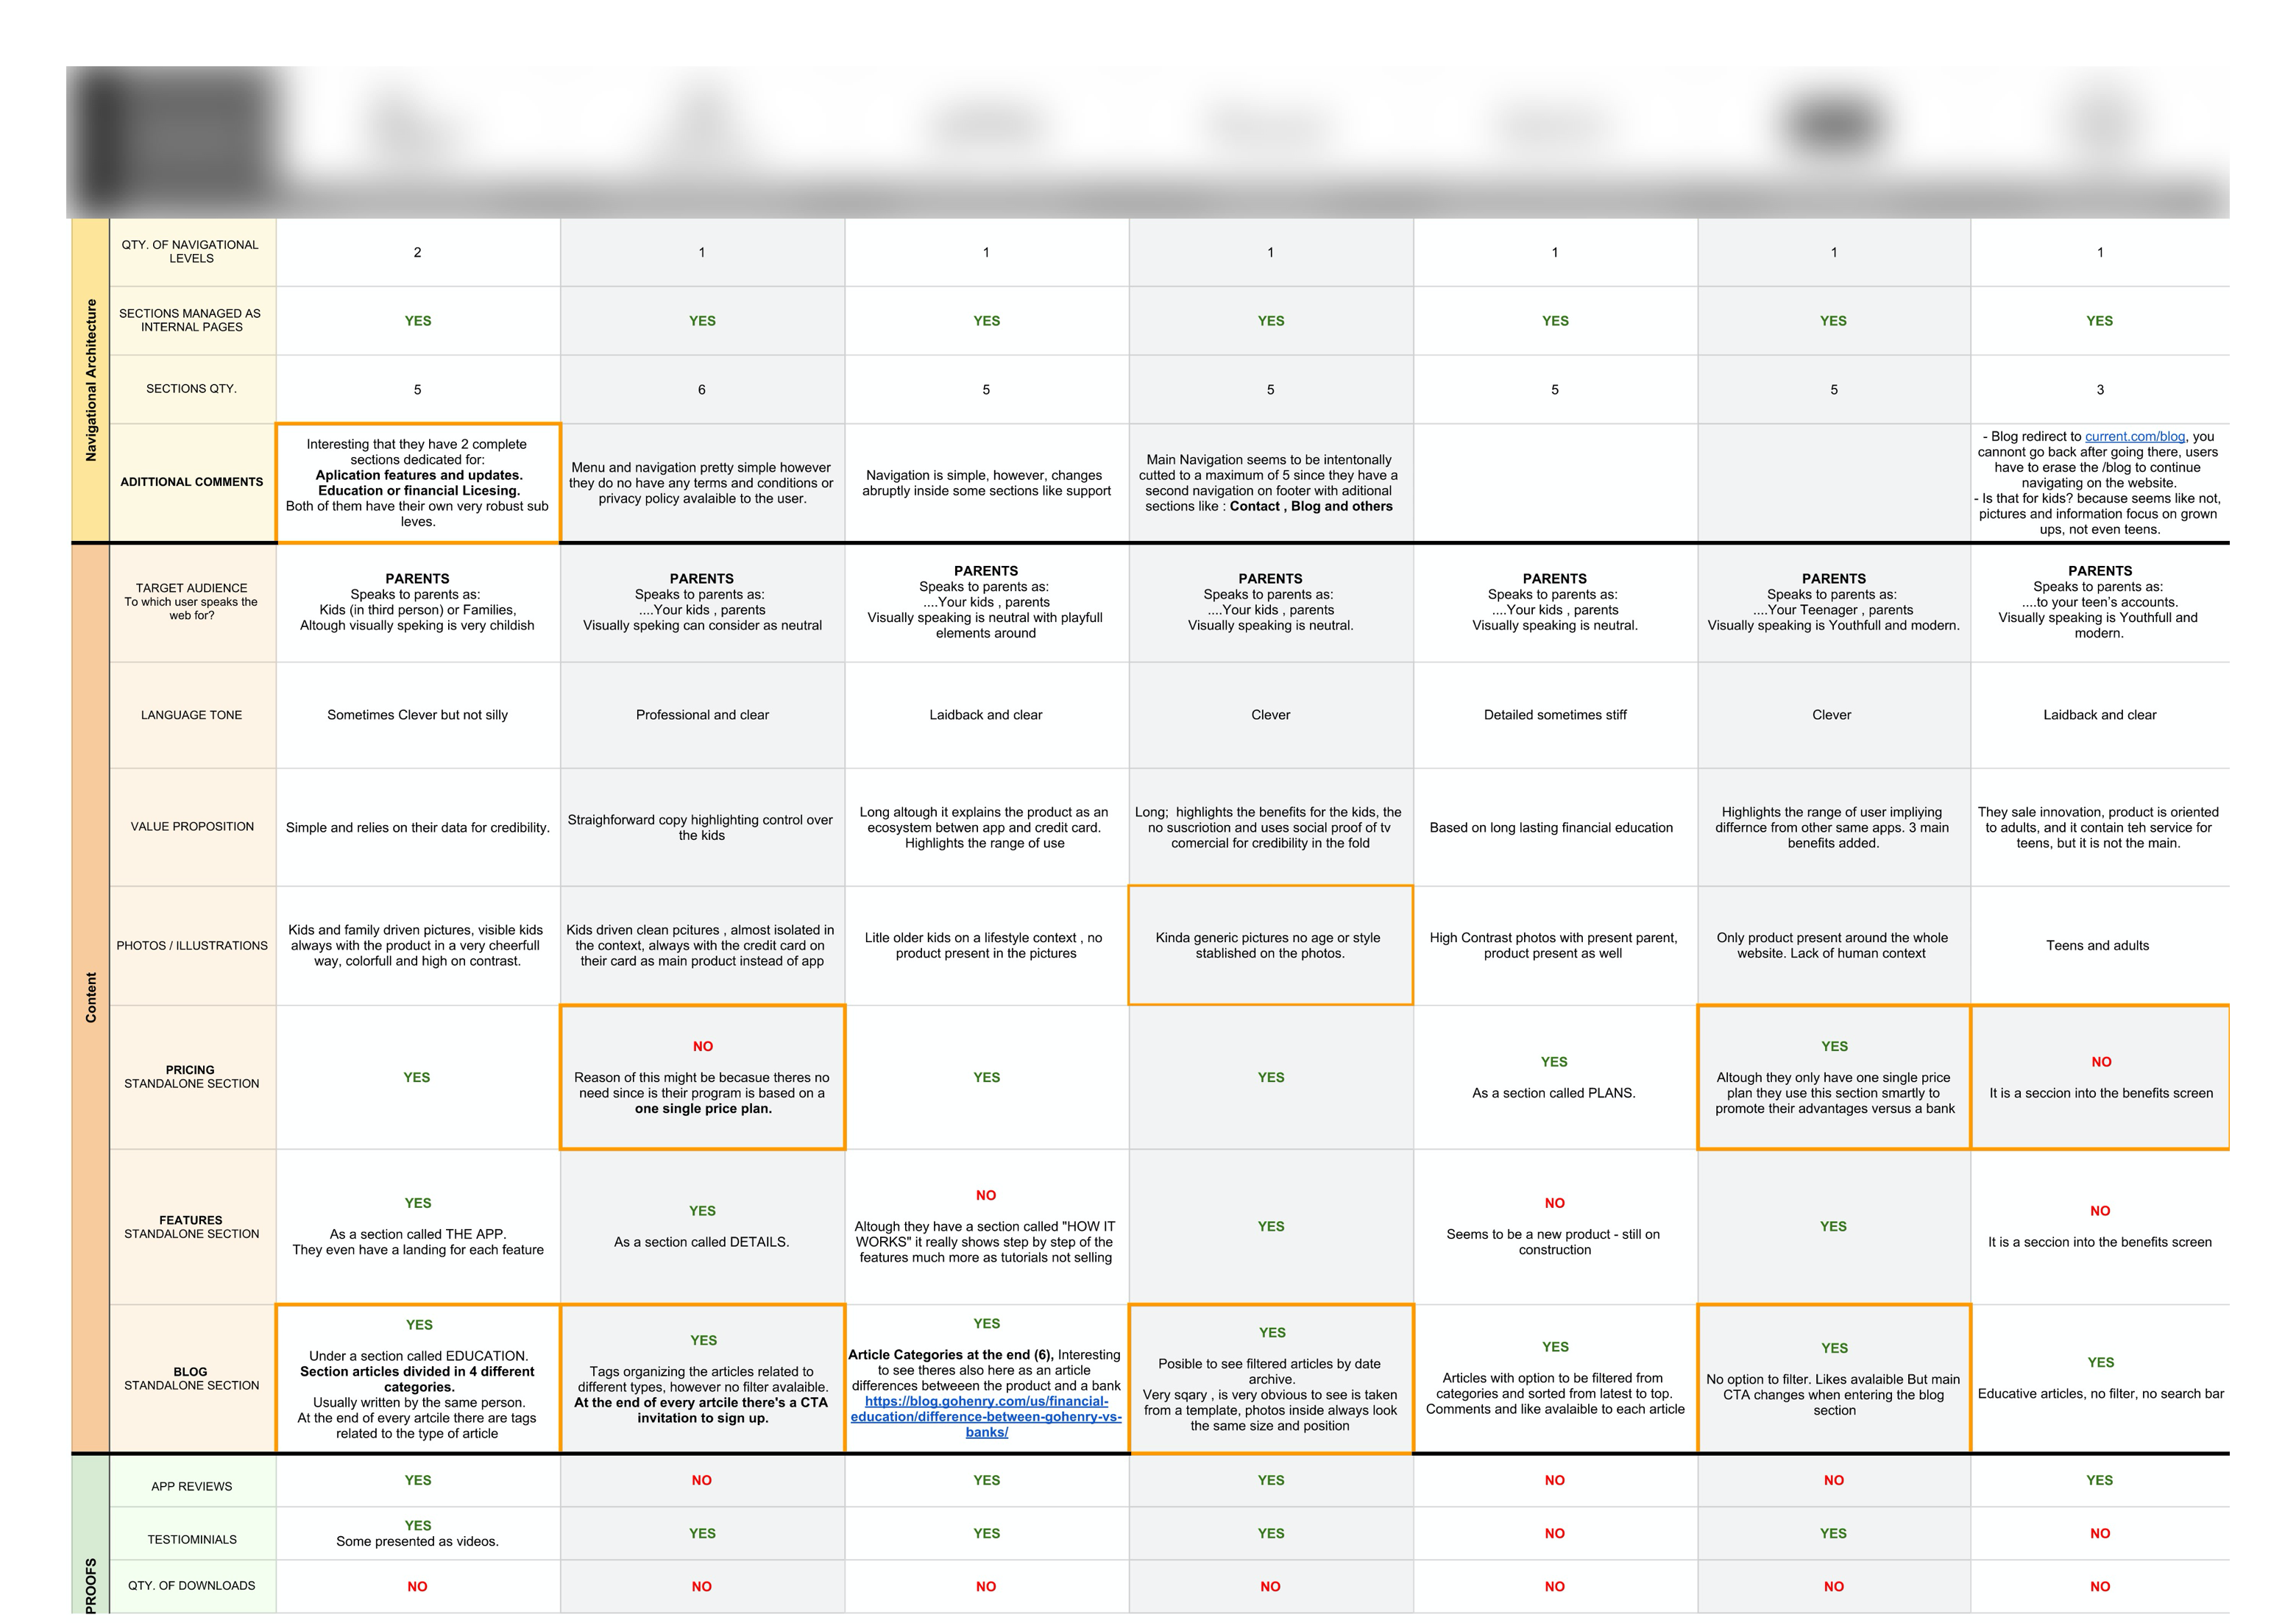 Navigational Architecture
QTY. OF NAVIGATIONAL
LEVELS
2
1
1
1
1
1
1
SECTIONS MANAGED AS
INTERNAL PAGES
YES
YES
YES
YES
YES
YES
YES
SECTIONS QTY.
5
6
5
5
5
5
3
ADITTIONAL COMMENTS
Interesting that they have 2 complete
sections dedicated for:
Aplication features and updates.
Education or financial Licesing.
Both of them have their own very robust sub
leves.
Menu and navigation pretty simple however
they do no have any terms and conditions or
privacy policy avalaible to the user.
Navigation is simple, however, changes
abruptly inside some sections like support
Main Navigation seems to be intentonally
cutted to a maximum of 5 since they have a
second navigation on footer with aditional
sections like : Contact , Blog and others
- Blog redirect to current.com/blog, you
cannont go back after going there, users
have to erase the /blog to continue
navigating on the website.
- Is that for kids? because seems like not,
pictures and information focus on grown
ups, not even teens.
Content
TARGET AUDIENCE
To which user speaks the
web for?
PARENTS
Speaks to parents as:
Kids (in third person) or Families,
Altough visually speking is very childish
PARENTS
Speaks to parents as:
....Your kids , parents
Visually speking can consider as neutral
PARENTS
Speaks to parents as:
....Your kids , parents
Visually speaking is neutral with playfull
elements around
PARENTS
Speaks to parents as:
....Your kids , parents
Visually speaking is neutral.
PARENTS
Speaks to parents as:
....Your kids , parents
Visually speaking is neutral.
PARENTS
Speaks to parents as:
....Your Teenager , parents
Visually speaking is Youthfull and modern.
PARENTS
Speaks to parents as:
....to your teen's accounts.
Visually speaking is Youthfull and
modern.
LANGUAGE TONE
Sometimes Clever but not silly
Professional and clear
Laidback and clear
Clever
Detailed sometimes stiff
Clever
Laidback and clear
VALUE PROPOSITION
Simple and relies on their data for credibility.
Straighforward copy highlighting control over
the kids
Long altough it explains the product as an
ecosystem betwen app and credit card.
Highlights the range of use
Long; highlights the benefits for the kids, the
no suscriotion and uses social proof of tv
comercial for credibility in the fold
Based on long lasting financial education
Highlights the range of user impliying
differnce from other same apps. 3 main
benefits added.
They sale innovation, product is oriented
to adults, and it contain teh service for
teens, but it is not the main.
PHOTOS / ILLUSTRATIONS
Kids and family driven pictures, visible kids
always with the product in a very cheerfull
way, colorfull and high on contrast.
Kids driven clean pcitures , almost isolated in
the context, always with the credit card on
their card as main product instead of app
Litle older kids on a lifestyle context , no
product present in the pictures
Kinda generic pictures no age or style
stablished on the photos.
High Contrast photos with present parent,
product present as well
Only product present around the whole
website. Lack of human context
Teens and adults
PRICING
STANDALONE SECTION
YES
NO
Reason of this might be becasue theres no
need since is their program is based on a
one single price plan.
YES
YES
YES
As a section called PLANS.
YES
Altough they only have one single price
plan they use this section smartly to
promote their advantages versus a bank
NO
It is a seccion into the benefits screen
FEATURES
STANDALONE SECTION
YES
As a section called THE APP.
They even have a landing for each feature
YES
As a section called DETAILS.
NO
Altough they have a section called "HOW IT
WORKS" it really shows step by step of the
features much more as tutorials not selling
YES
NO
Seems to be a new product - still on
construction
YES
NO
It is a seccion into the benefits screen
BLOG
STANDALONE SECTION
YES
Under a section called EDUCATION.
Section articles divided in 4 different
categories.
Usually written by the same person.
At the end of every artcile there are tags
related to the type of article
YES
Tags organizing the articles related to
different types, however no filter avalaible.
At the end of every artcile there's a CTA
invitation to sign up.
YES
Article Categories at the end (6), Interesting
to see theres also here as an article
differences betweeen the product and a bank
https://blog.gohenry.com/us/financial-
education/difference-between-gohenry-vs-
banks/
YES
Posible to see filtered articles by date
archive.
Very sqary , is very obvious to see is taken
from a template, photos inside always look
the same size and position
YES
Articles with option to be filtered from
categories and sorted from latest to top.
Comments and like avalaible to each article
YES
No option to filter. Likes avalaible But main
CTA changes when entering the blog
section
YES
Educative articles, no filter, no search bar
PROOFS
APP REVIEWS
YES
NO
YES
YES
NO
NO
YES
TESTIOMINIALS
YES
Some presented as videos.
YES
YES
YES
NO
YES
NO
QTY. OF DOWNLOADS
NO
NO
NO
NO
NO
NO
NO